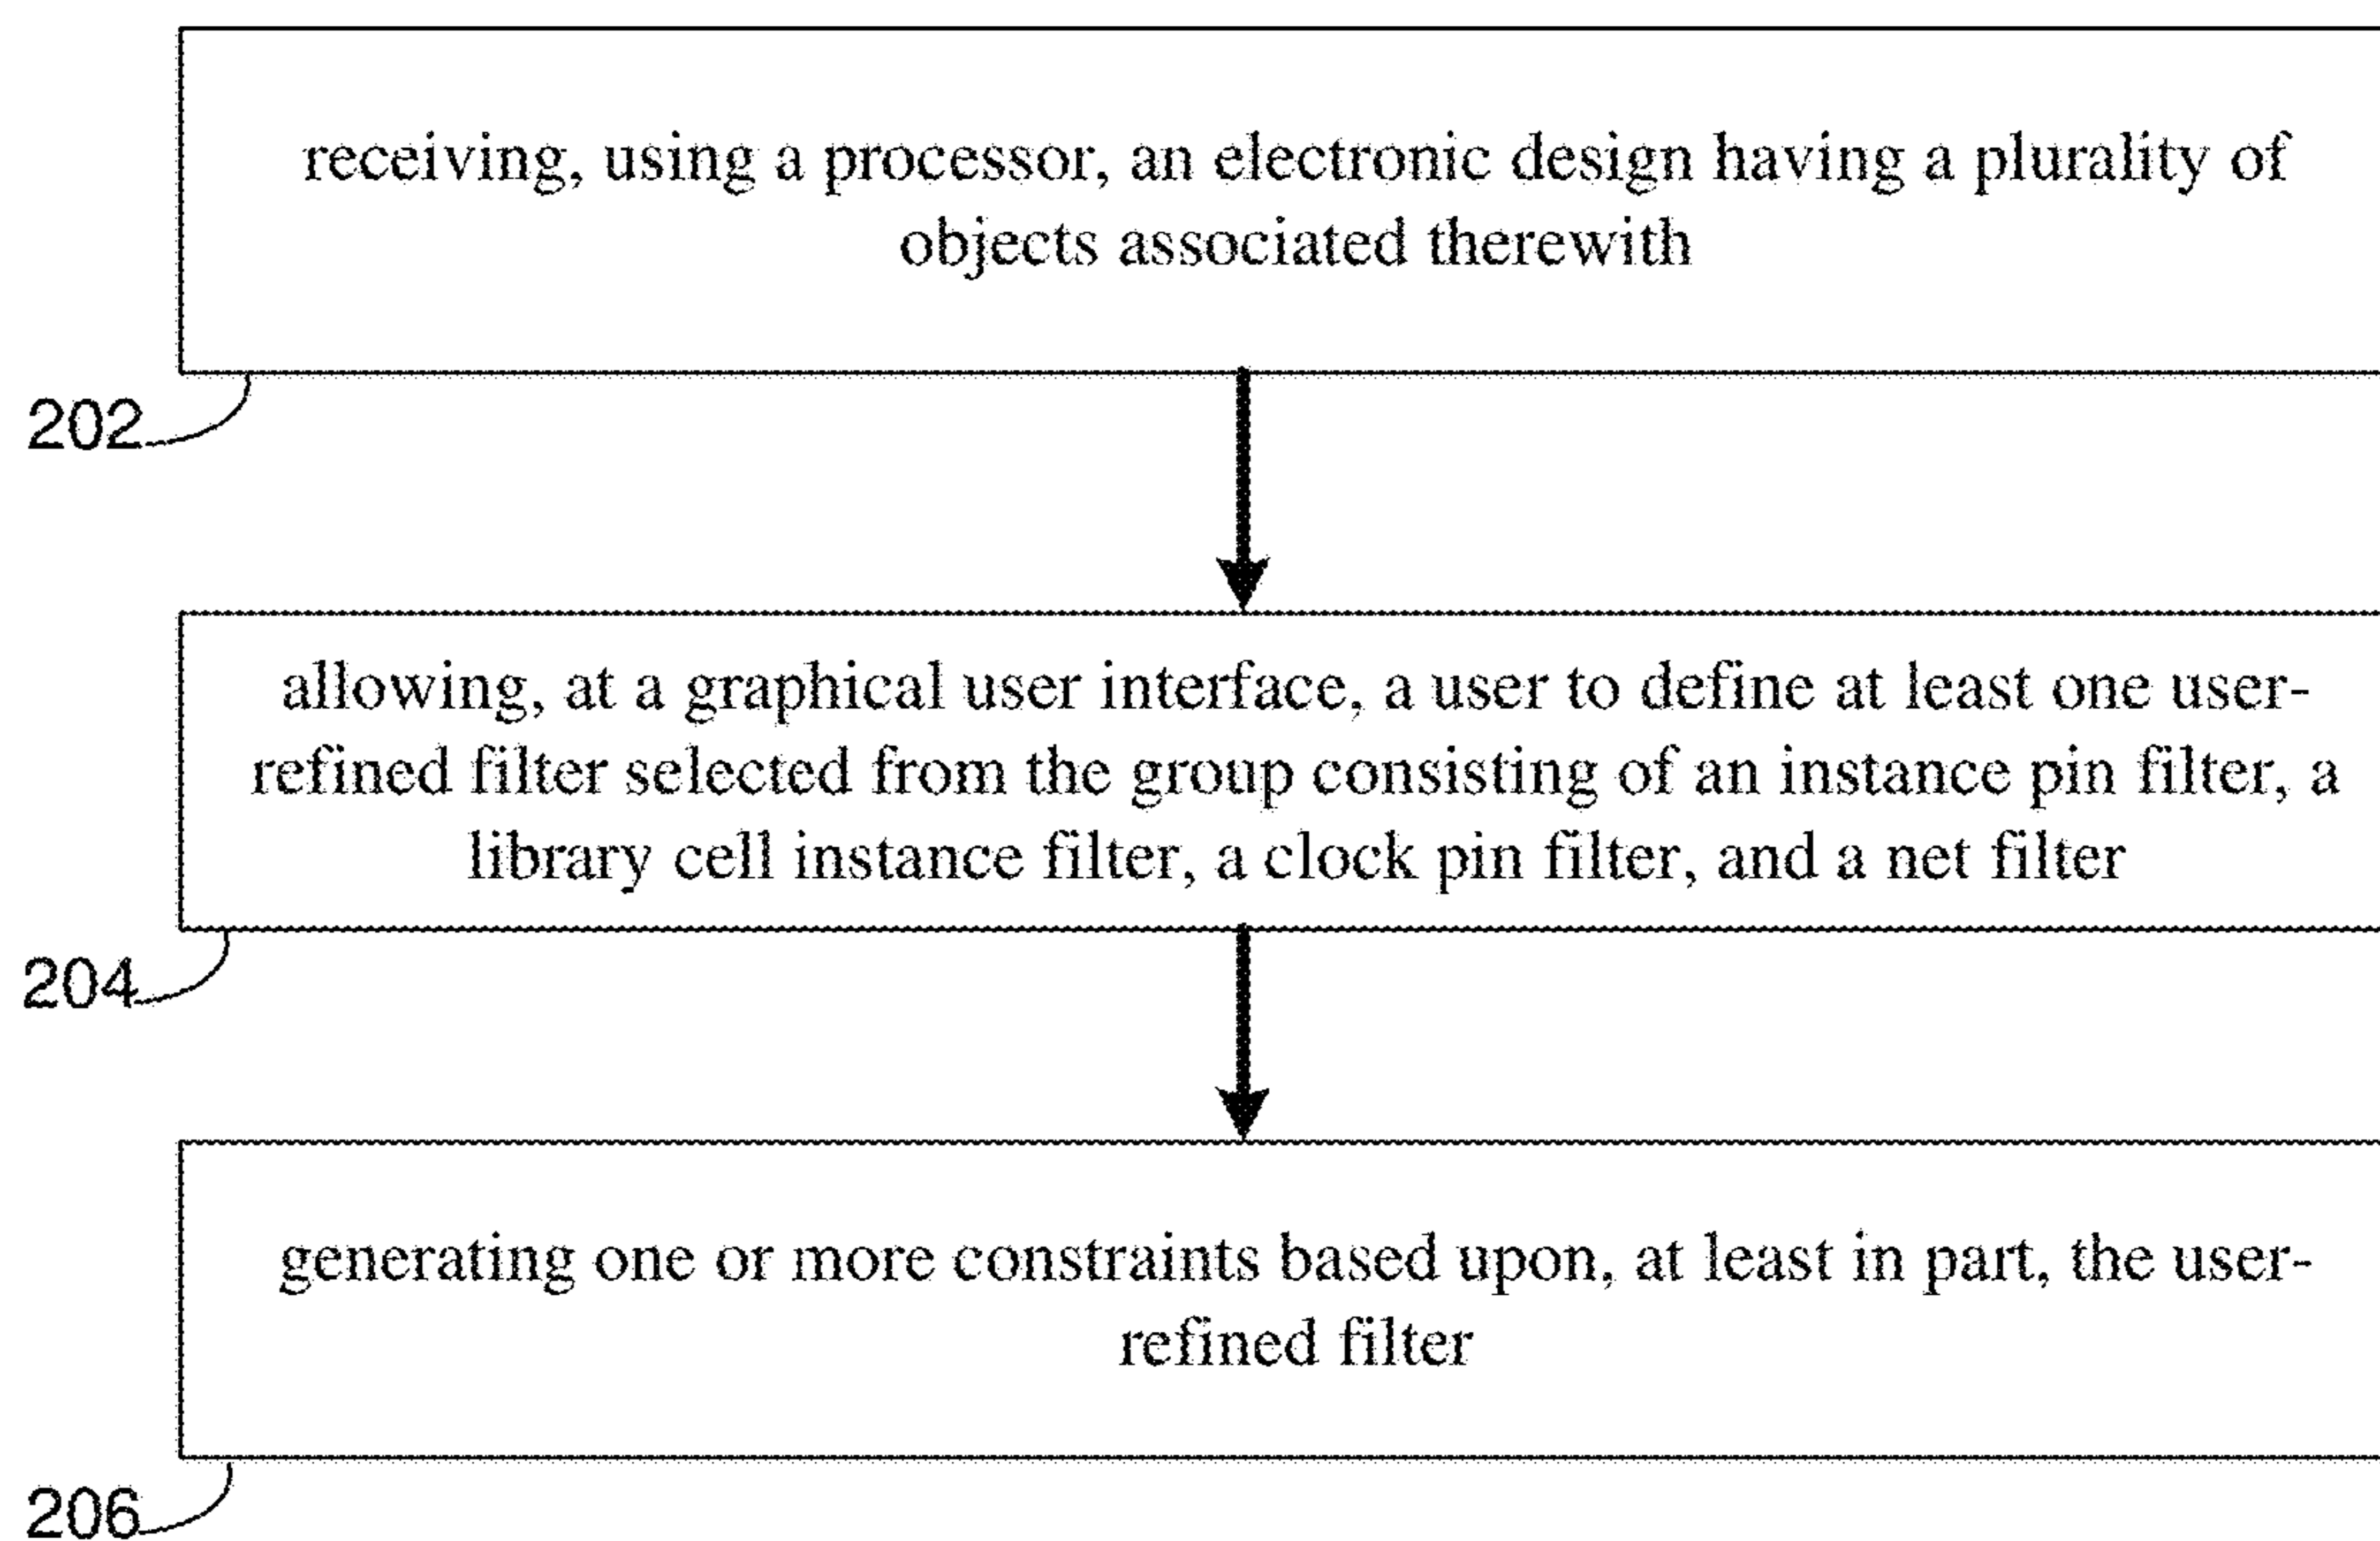 receiving, using a processor, an electronic design having a plurality of
objects associated therewith
202
allowing, at a graphical user interface, a user to define at least one user-
refined filter selected from the group consisting of an instance pin filter, a
library cell instance filter, a clock pin filter, and a net filter
204
generating one or more constraints based upon, at least in part, the user-
refined filter
206